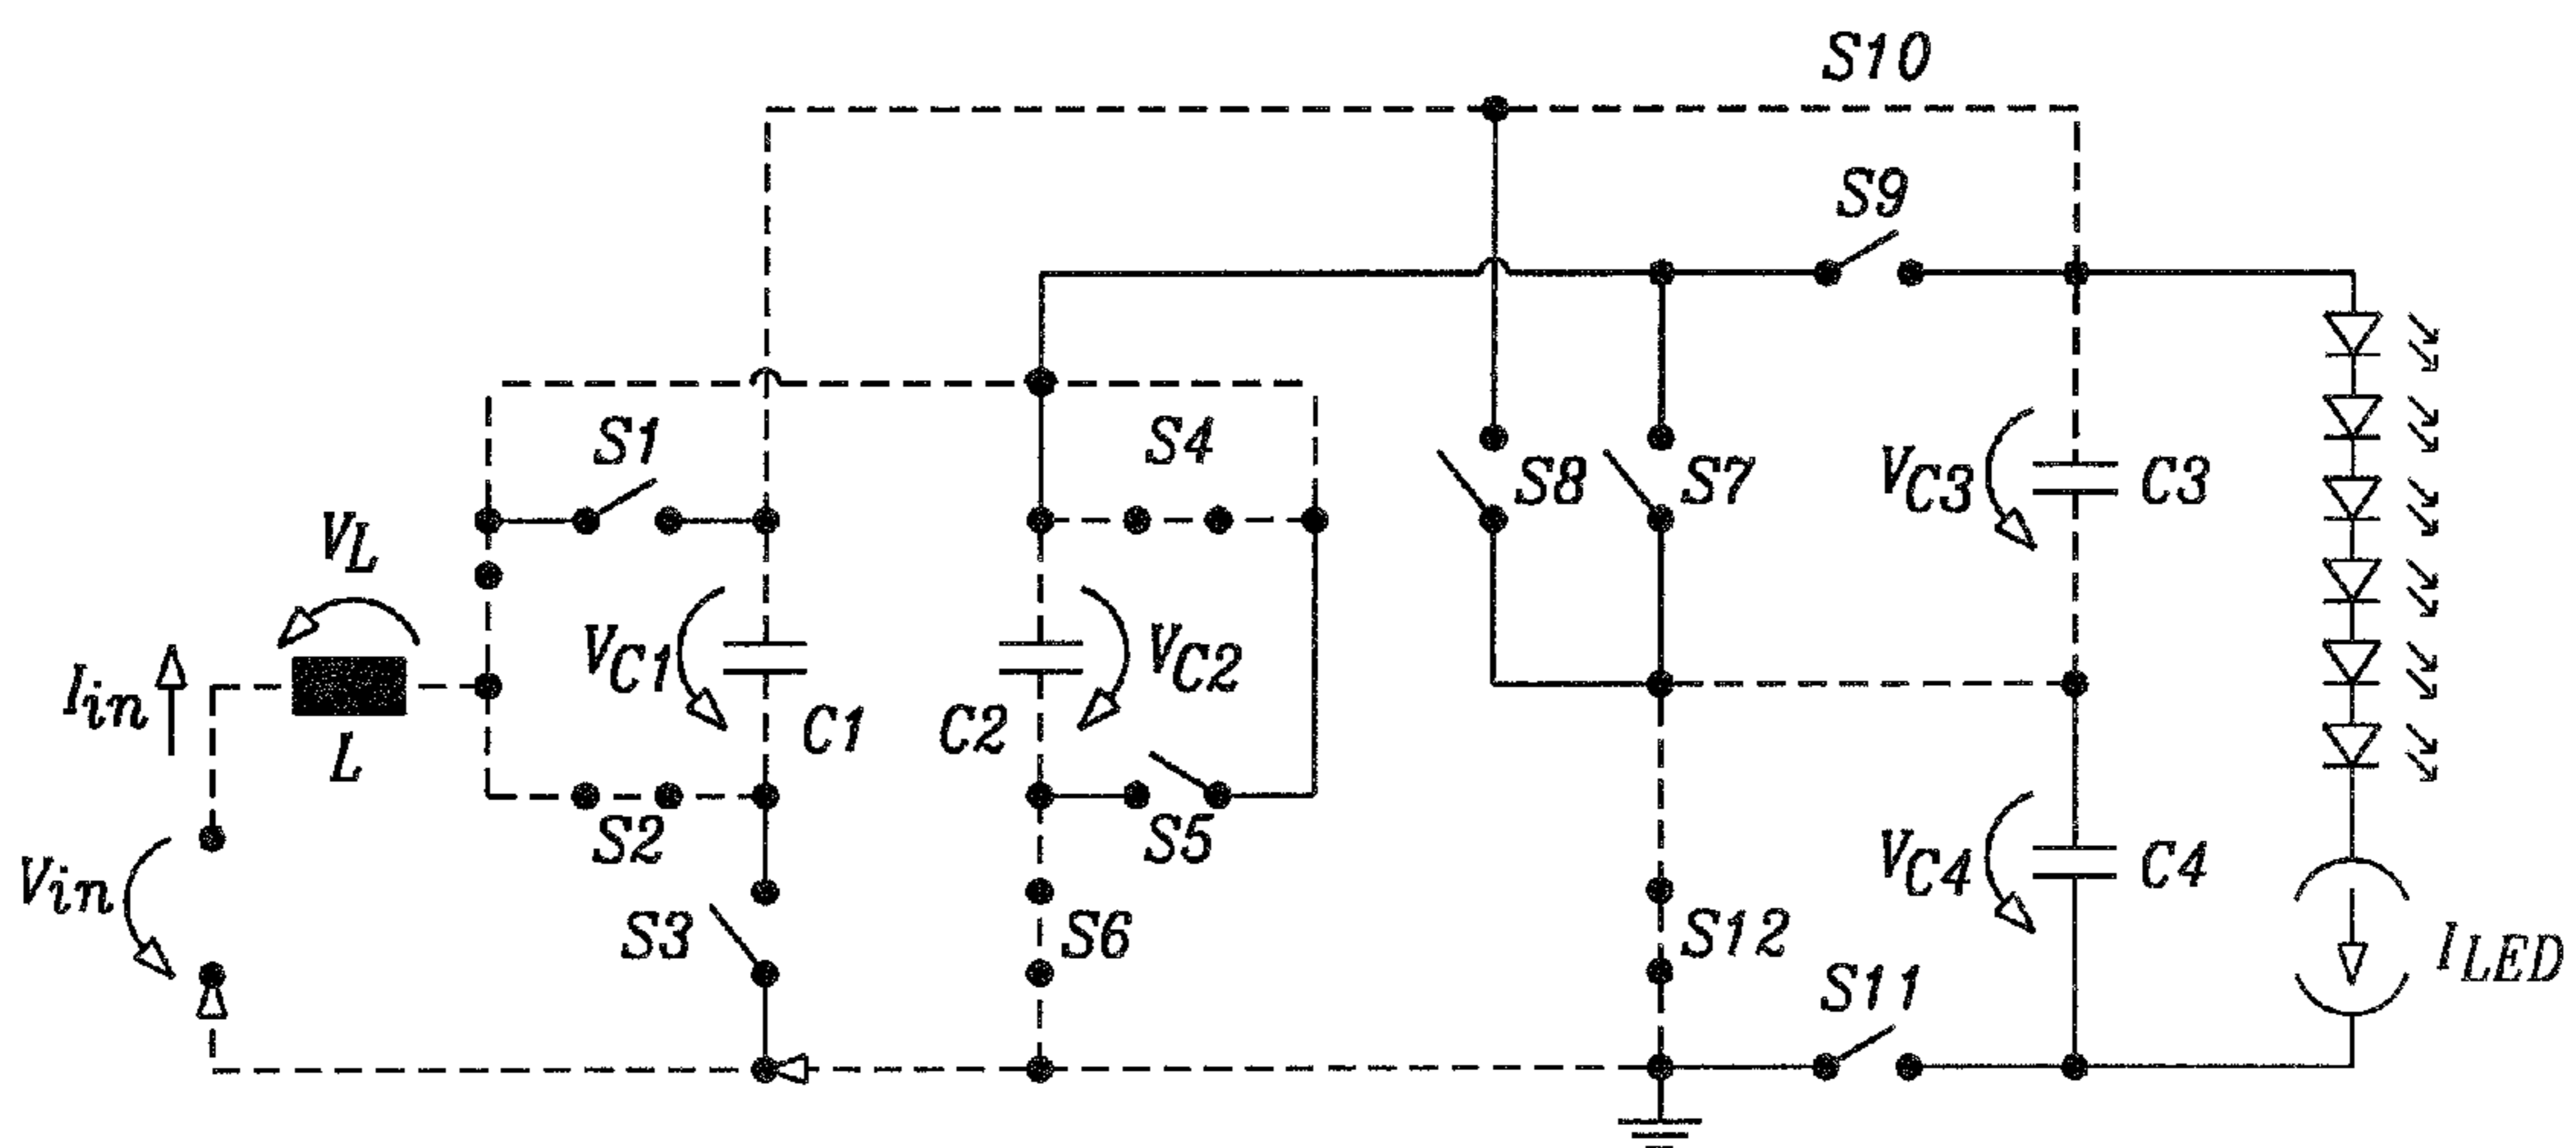 S10
S9
S1
S4
S8
S7
VC3
C3
VL
VC1
VC2
Iin
C1
C2
L
S2
S5
VC4
C4
Vin
S3
S6
S12
S11
ILED